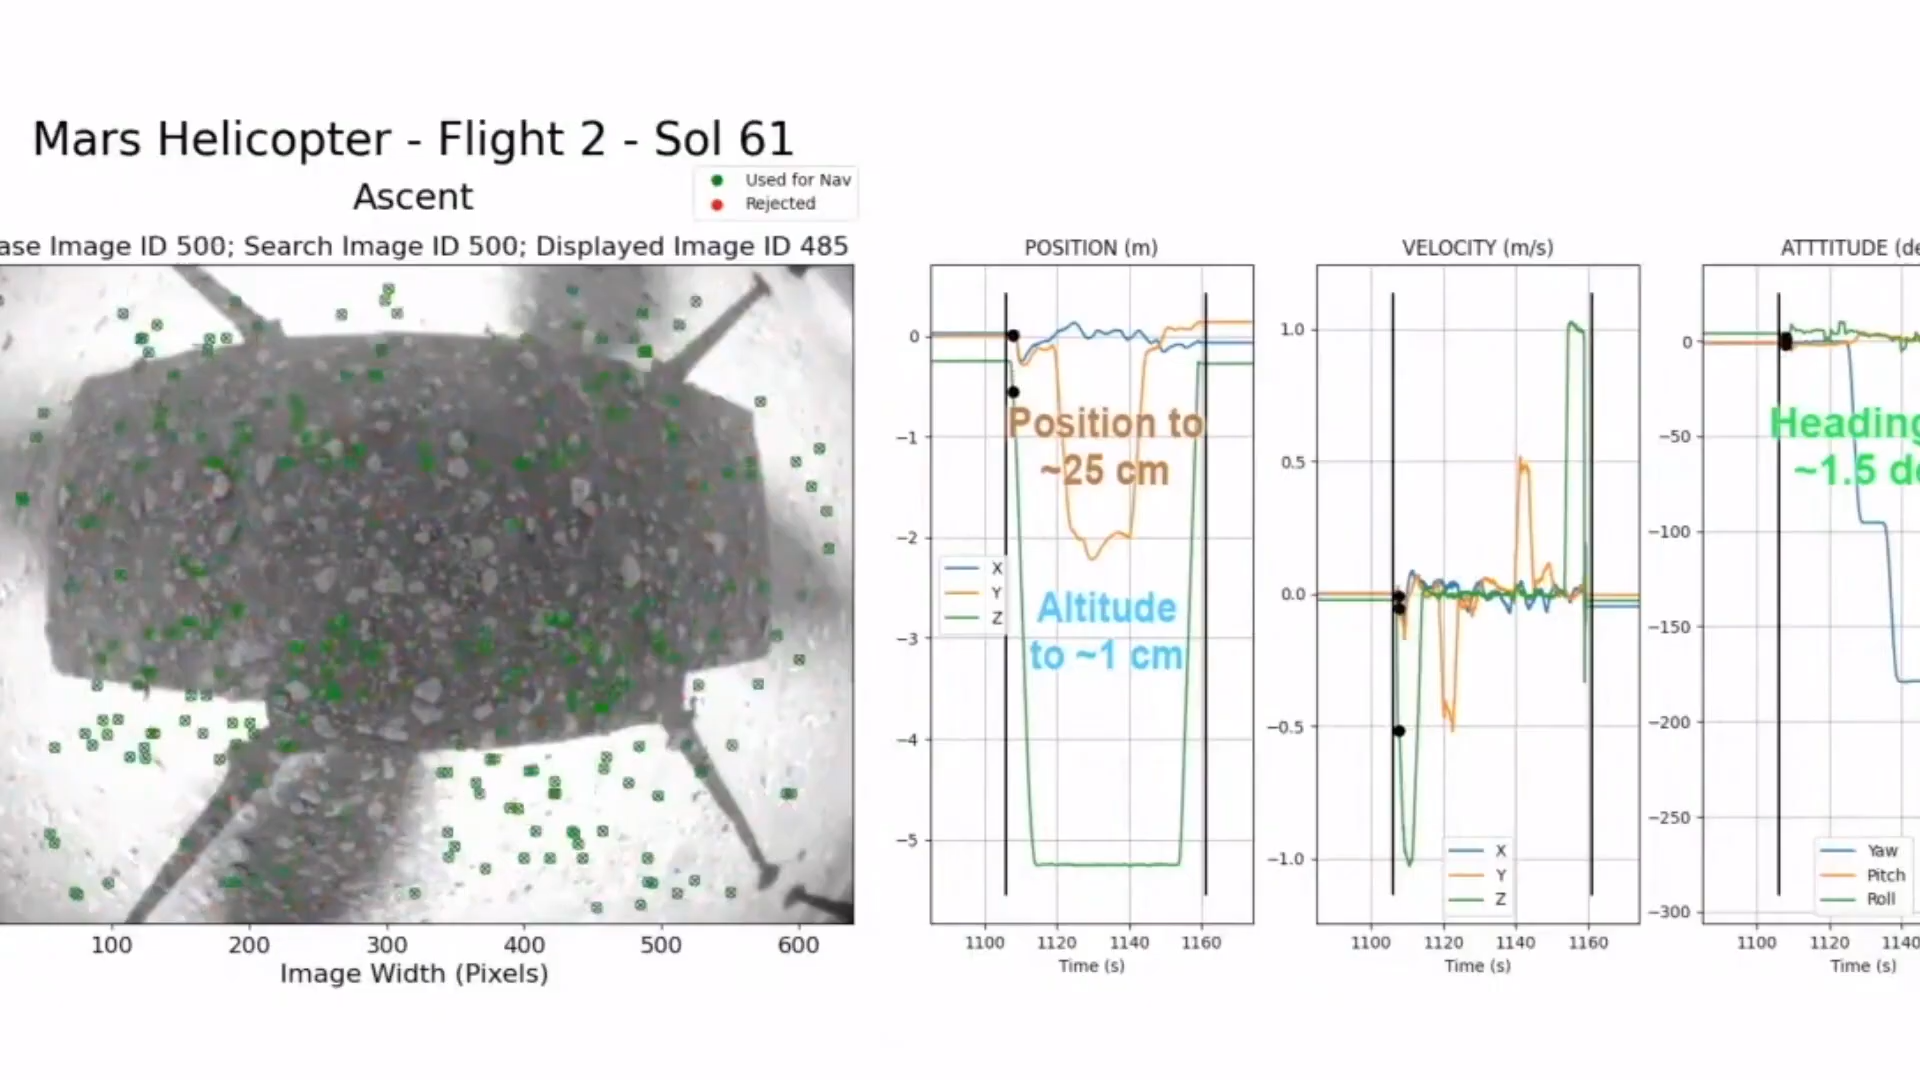 Mars Helicopter - Flight 2 - Sol 61
Ascent
Used for Nav
Rejected
ase Image ID 500; Search Image ID 500; Displayed Image ID 485
100 200 300 400 500 600
Image Width (Pixels)
POSITION (m)
0
−1
−2
−3
−4
−5
Position to
~25 cm
Altitude
to ~1 cm
X
Y
Z
1100 1120 1140 1160
Time (s)
VELOCITY (m/s)
1.0
0.5
0.0
−0.5
−1.0
X
Y
Z
1100 1120 1140 1160
Time (s)
ATTTITUDE (de
0
−50
−100
−150
−200
−250
−300
Heading
~1.5 de
Yaw
Pitch
Roll
1100 1120 1140
Time (s)